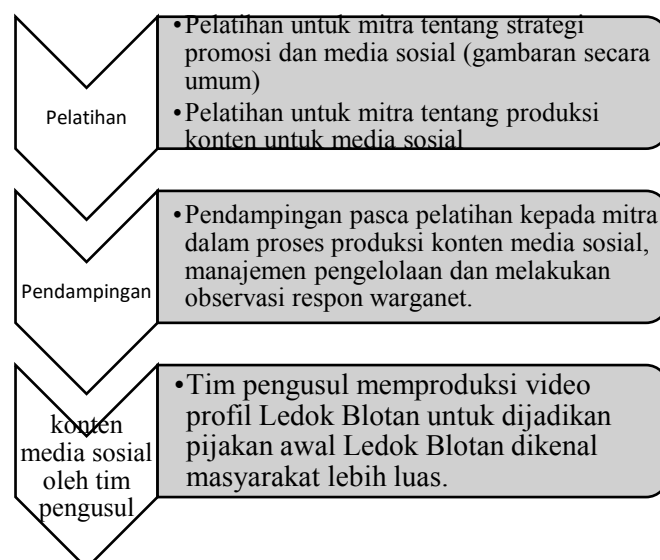 •Pelatihan untuk mitra tentang strategi
promosi dan media sosial (gambaran secara
umum)
Pelatihan
•Pelatihan untuk mitra tentang produksi
konten untuk media sosial
•Pendampingan pasca pelatihan kepada mitra
dalam proses produksi konten media sosial,
manajemen pengelolaan dan melakukan
observasi respon warganet.
Pendampingan
konten
media sosial
oleh tim
pengusul
•Tim pengusul memproduksi video
profil Ledok Blotan untuk dijadikan
pijakan awal Ledok Blotan dikenal
masyarakat lebih luas.